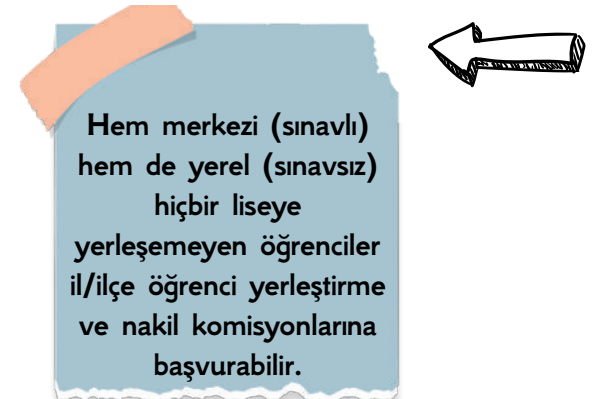 Hem merkezi (sınavlı)
hem de yerel (sınavsız)
hiçbir liseye
yerleşemeyen öğrenciler
il/ilçe öğrenci yerleştirme
ve nakil komisyonlarına
başvurabilir.